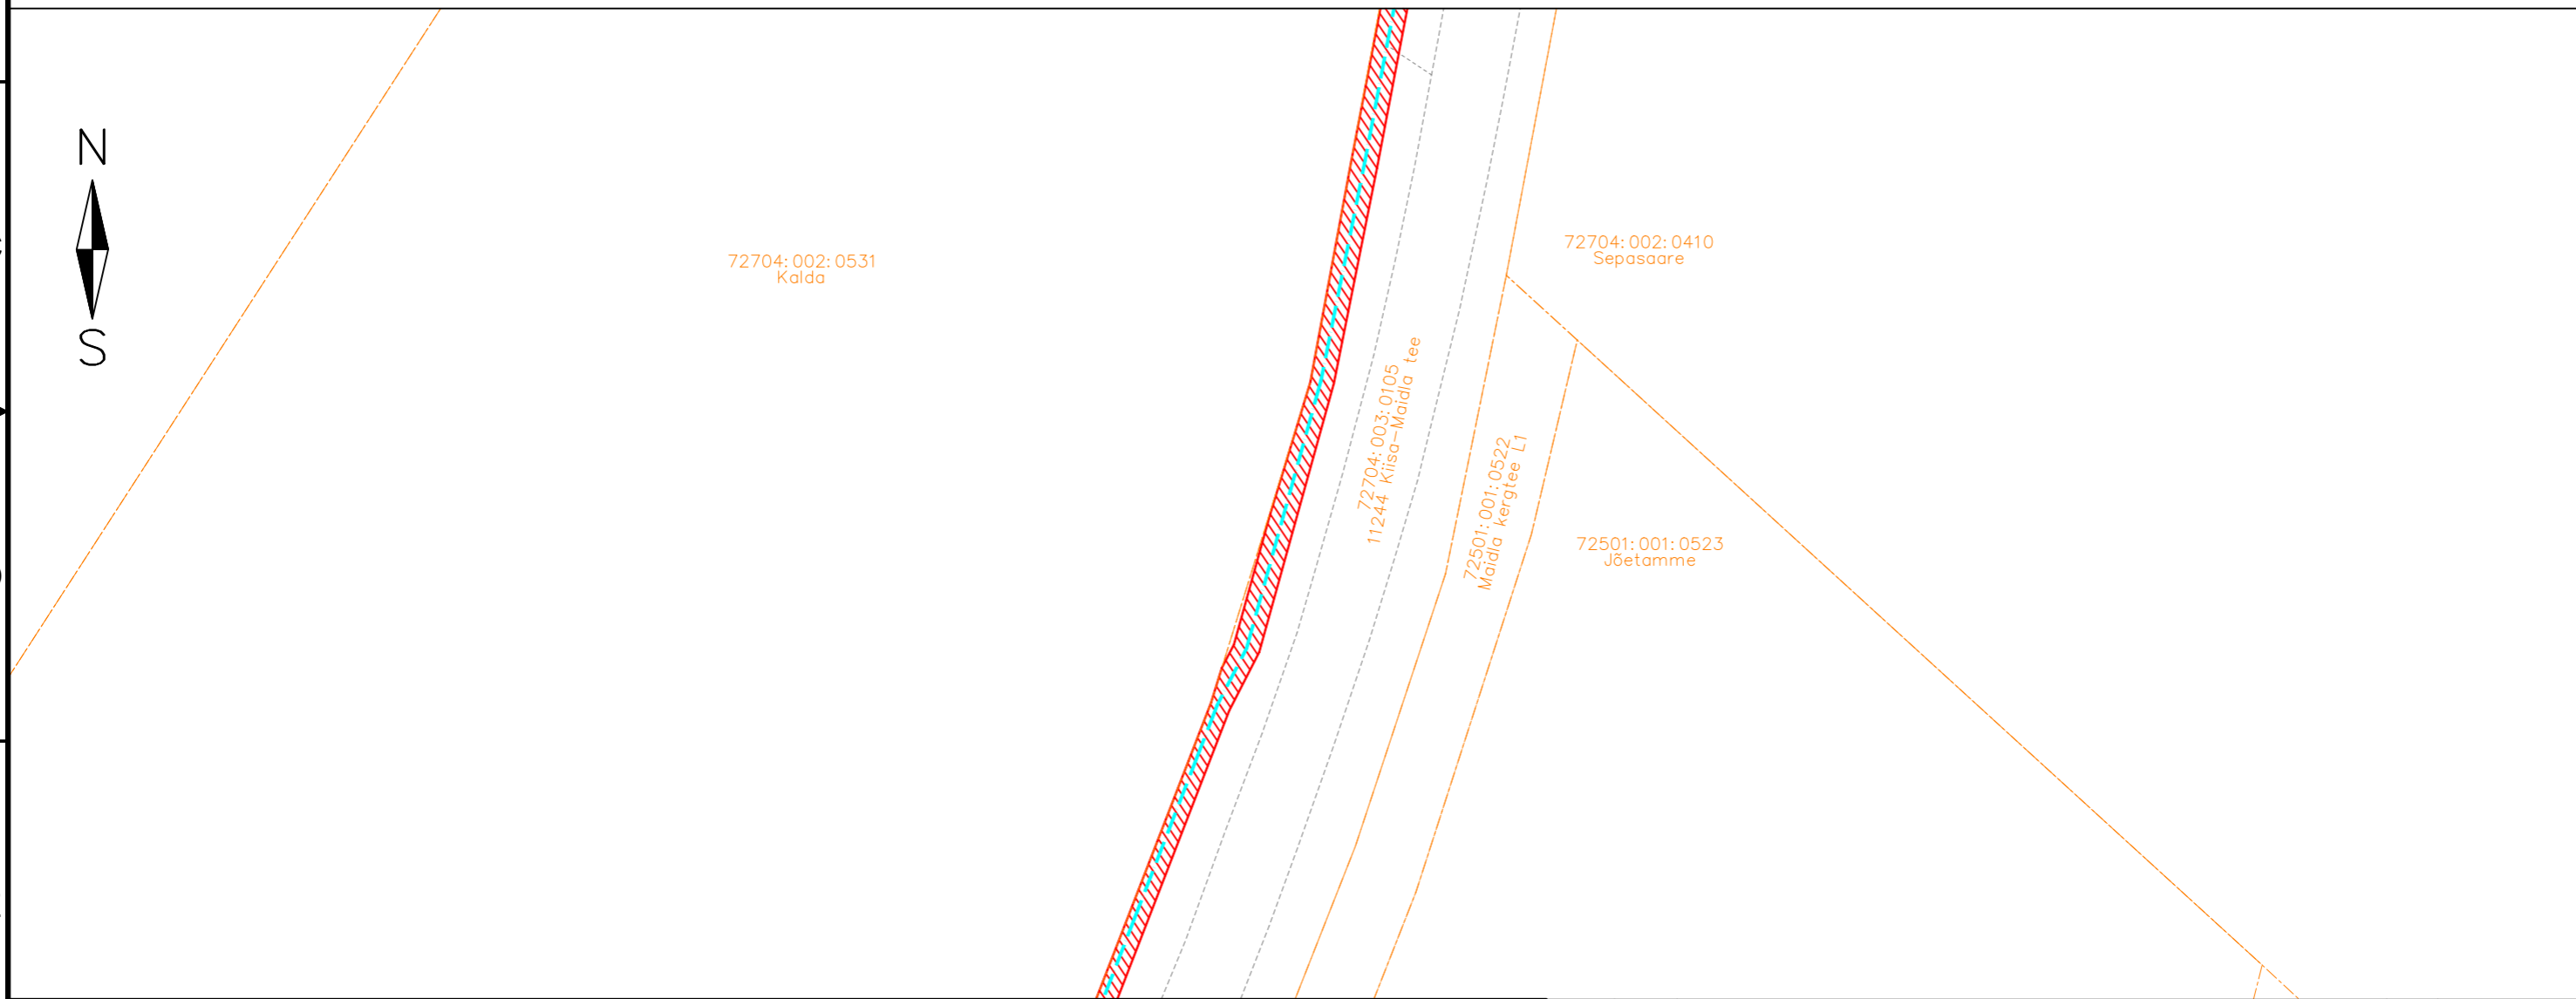 N
S
72704:002:0531
Kalda
72704:002:0410
Sepasaare
72704:003:0105
11244 Kiisa-Maidla tee
72501:001:0522
Maidla kergtee L1
72501:001:0523
Jõetamme